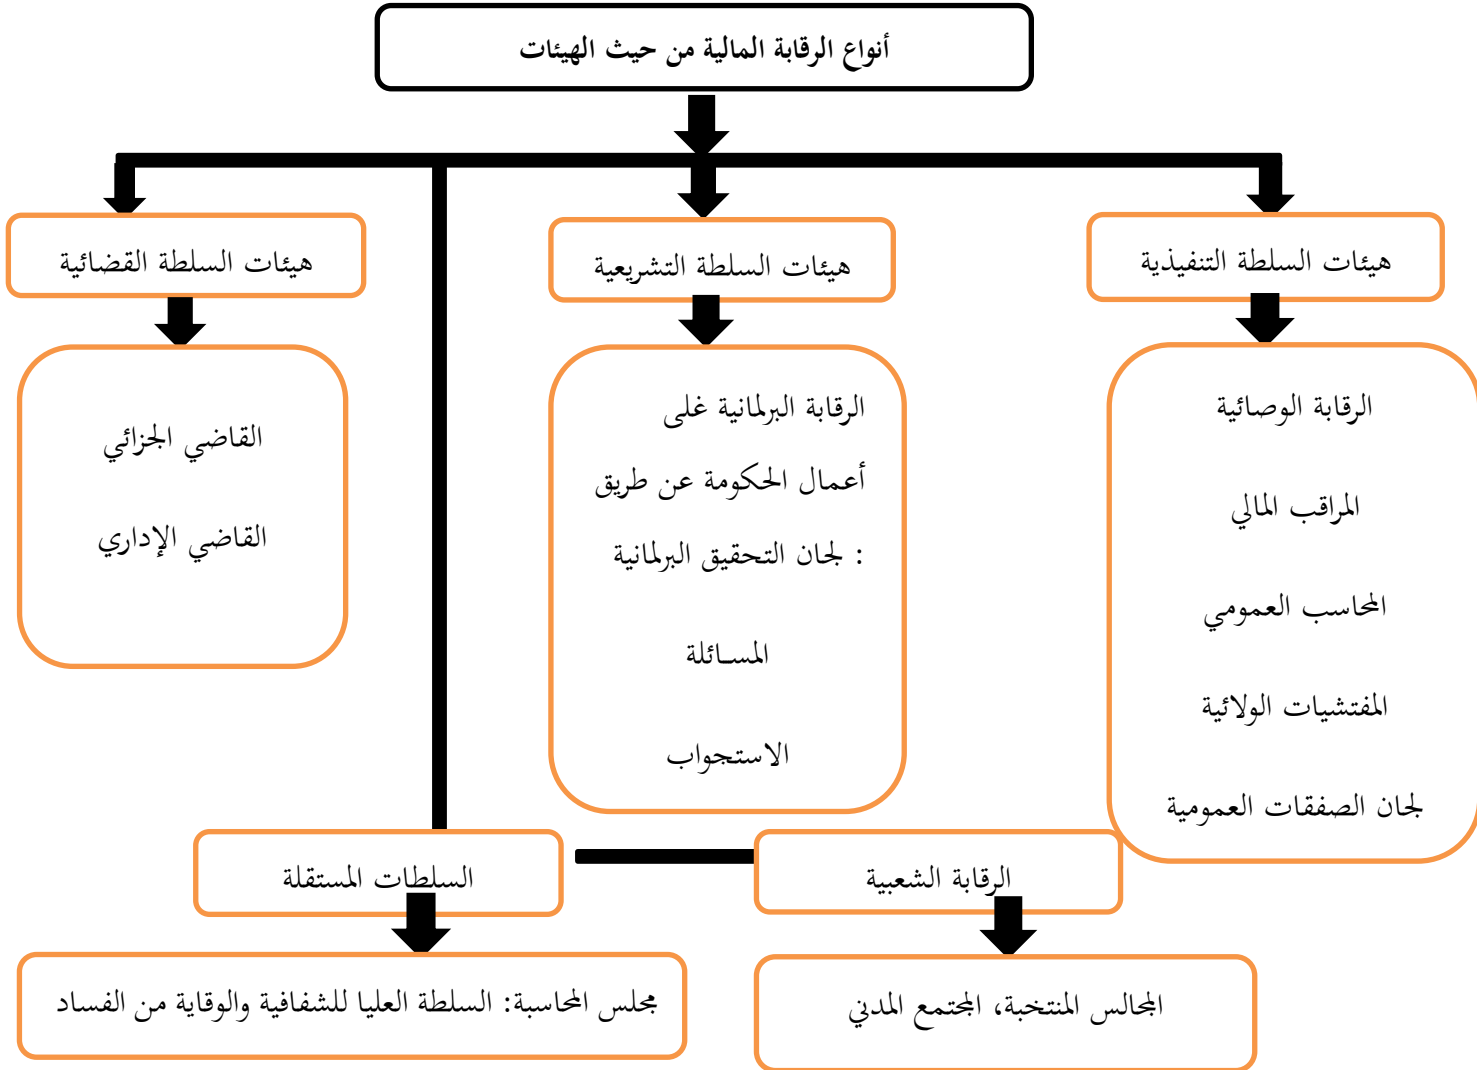 أنواع الرقابة المالية من حيث الهيئات
هيئات السلطة التنفيذية
هيئات السلطة التشريعية
هيئات السلطة القضائية
الرقابة الوصائية
المراقب المالي
المحاسب العمومي
المفتشيات الولائية
لجان الصفقات العمومية
الرقابة البرلمانية غلى
أعمال الحكومة عن طريق
: لجان التحقيق البرلمانية
المسـائلة
الاستجواب
القاضي الجزائي
القاضي الإداري
الرقابة الشعبية
السلطات المستقلة
المجالس المنتخبة، المجتمع المدني
مجلس المحاسبة: السلطة العليا للشفافية والوقاية من الفساد